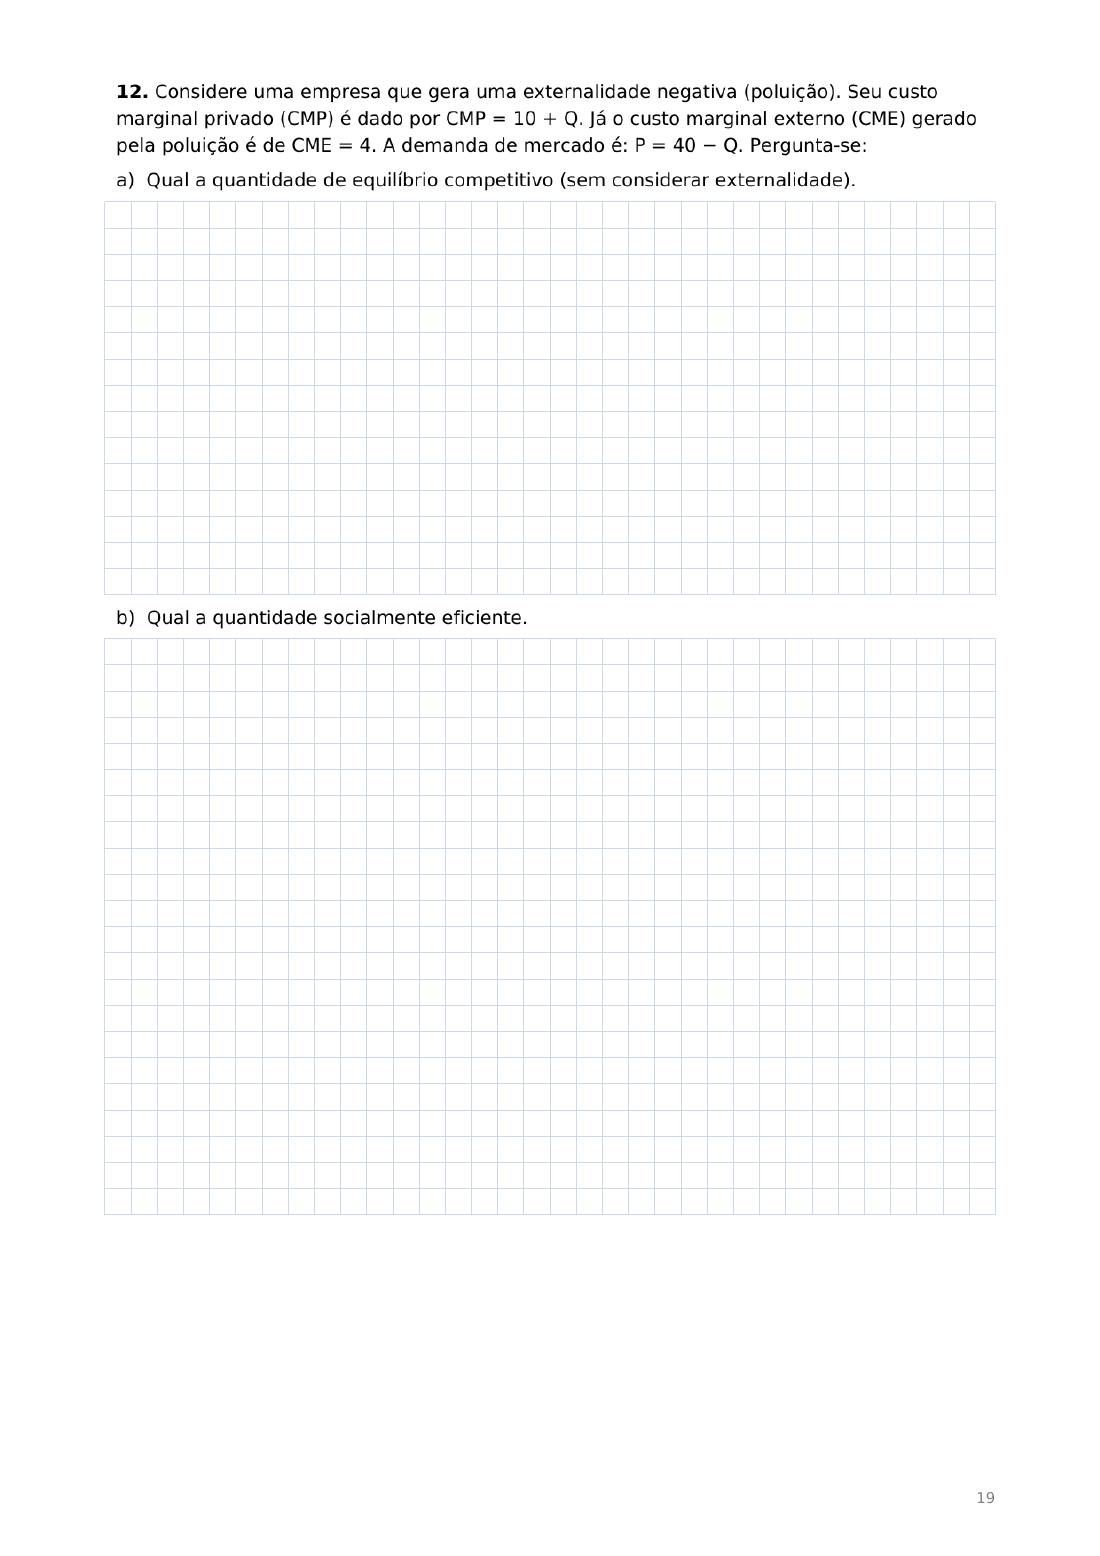 12. Considere uma empresa que gera uma externalidade negativa (poluição). Seu custo
marginal privado (CMP) é dado por CMP = 10 + Q. Já o custo marginal externo (CME) gerado
pela poluição é de CME = 4. A demanda de mercado é: P = 40 − Q. Pergunta-se:
a) Qual a quantidade de equilíbrio competitivo (sem considerar externalidade).
b) Qual a quantidade socialmente eficiente.
19